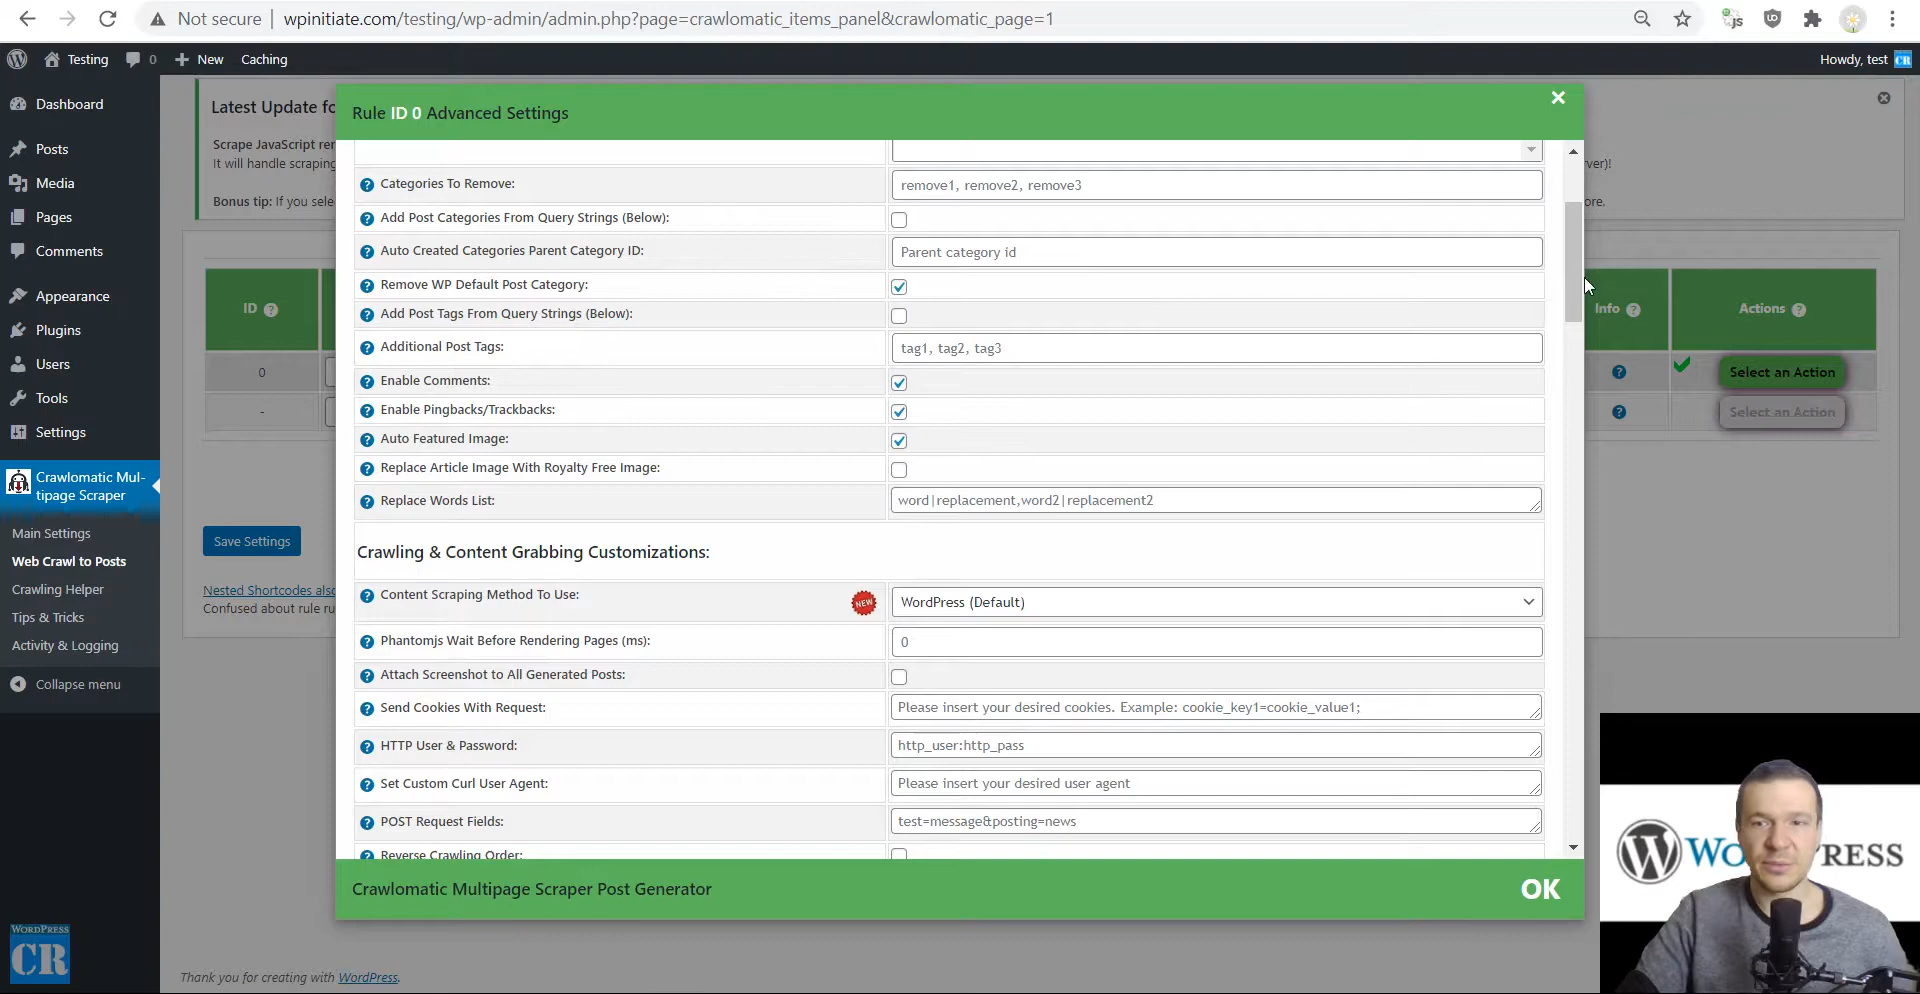 Not secure | wpinitiate.com/testing/wp-admin/admin.php?page=crawlomatic_items_panel&crawlomatic_page=1
Testing 0 New Caching Howdy, test CR
Dashboard
Posts
Media
Pages
Comments
Appearance
Plugins
Users
Tools
Settings
Crawlomatic Mul-
tipage Scraper
Main Settings
Web Crawl to Posts
Crawling Helper
Tips & Tricks
Activity & Logging
Collapse menu
WORDPRESS
CR
Latest Update fo
Scrape JavaScript rer
It will handle scraping
ver)!
Bonus tip: If you sele
ore.
ID ? Info ? Actions ?
0 ? Select an Action
- ? Select an Action
Save Settings
Nested Shortcodes also
Confused about rule ru
Thank you for creating with WordPress.
Rule ID 0 Advanced Settings
Categories To Remove: remove1, remove2, remove3
Add Post Categories From Query Strings (Below):
Auto Created Categories Parent Category ID: Parent category id
Remove WP Default Post Category:
Add Post Tags From Query Strings (Below):
Additional Post Tags: tag1, tag2, tag3
Enable Comments:
Enable Pingbacks/Trackbacks:
Auto Featured Image:
Replace Article Image With Royalty Free Image:
Replace Words List: word|replacement,word2|replacement2
Crawling & Content Grabbing Customizations:
Content Scraping Method To Use: NEW WordPress (Default)
Phantomjs Wait Before Rendering Pages (ms): 0
Attach Screenshot to All Generated Posts:
Send Cookies With Request: Please insert your desired cookies. Example: cookie_key1=cookie_value1;
HTTP User & Password: http_user:http_pass
Set Custom Curl User Agent: Please insert your desired user agent
POST Request Fields: test=message&posting=news
Reverse Crawling Order:
Crawlomatic Multipage Scraper Post Generator OK
WO RESS